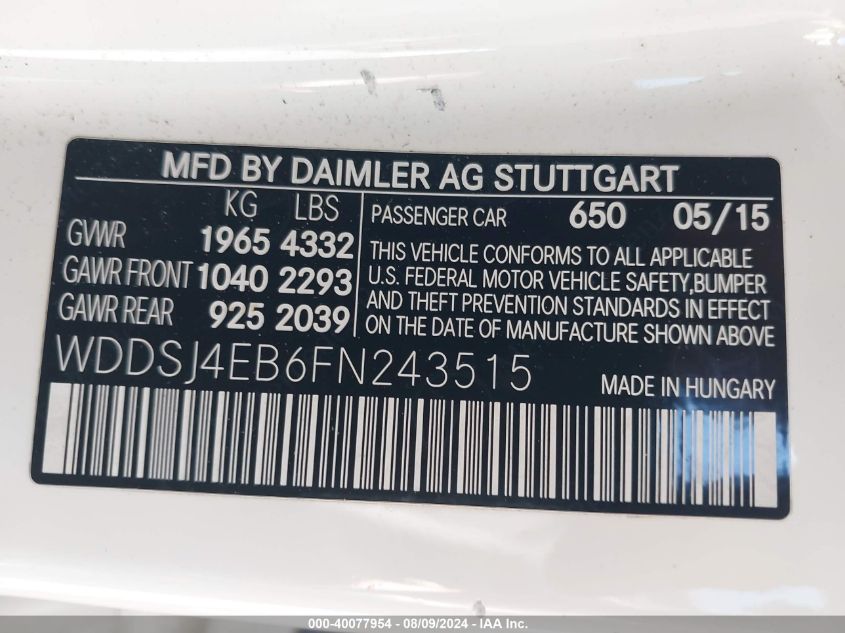 MFD BY DAIMLER AG STUTTGART
KG LBS
GVWR 1965 4332
GAWR FRONT 1040 2293
GAWR REAR 925 2039
PASSENGER CAR 650 05/15
THIS VEHICLE CONFORMS TO ALL APPLICABLE
U.S. FEDERAL MOTOR VEHICLE SAFETY,BUMPER
AND THEFT PREVENTION STANDARDS IN EFFECT
ON THE DATE OF MANUFACTURE SHOWN ABOVE
WDDSJ4EB6FN243515
MADE IN HUNGARY
000-40077954 - 08/09/2024 - IAA Inc.